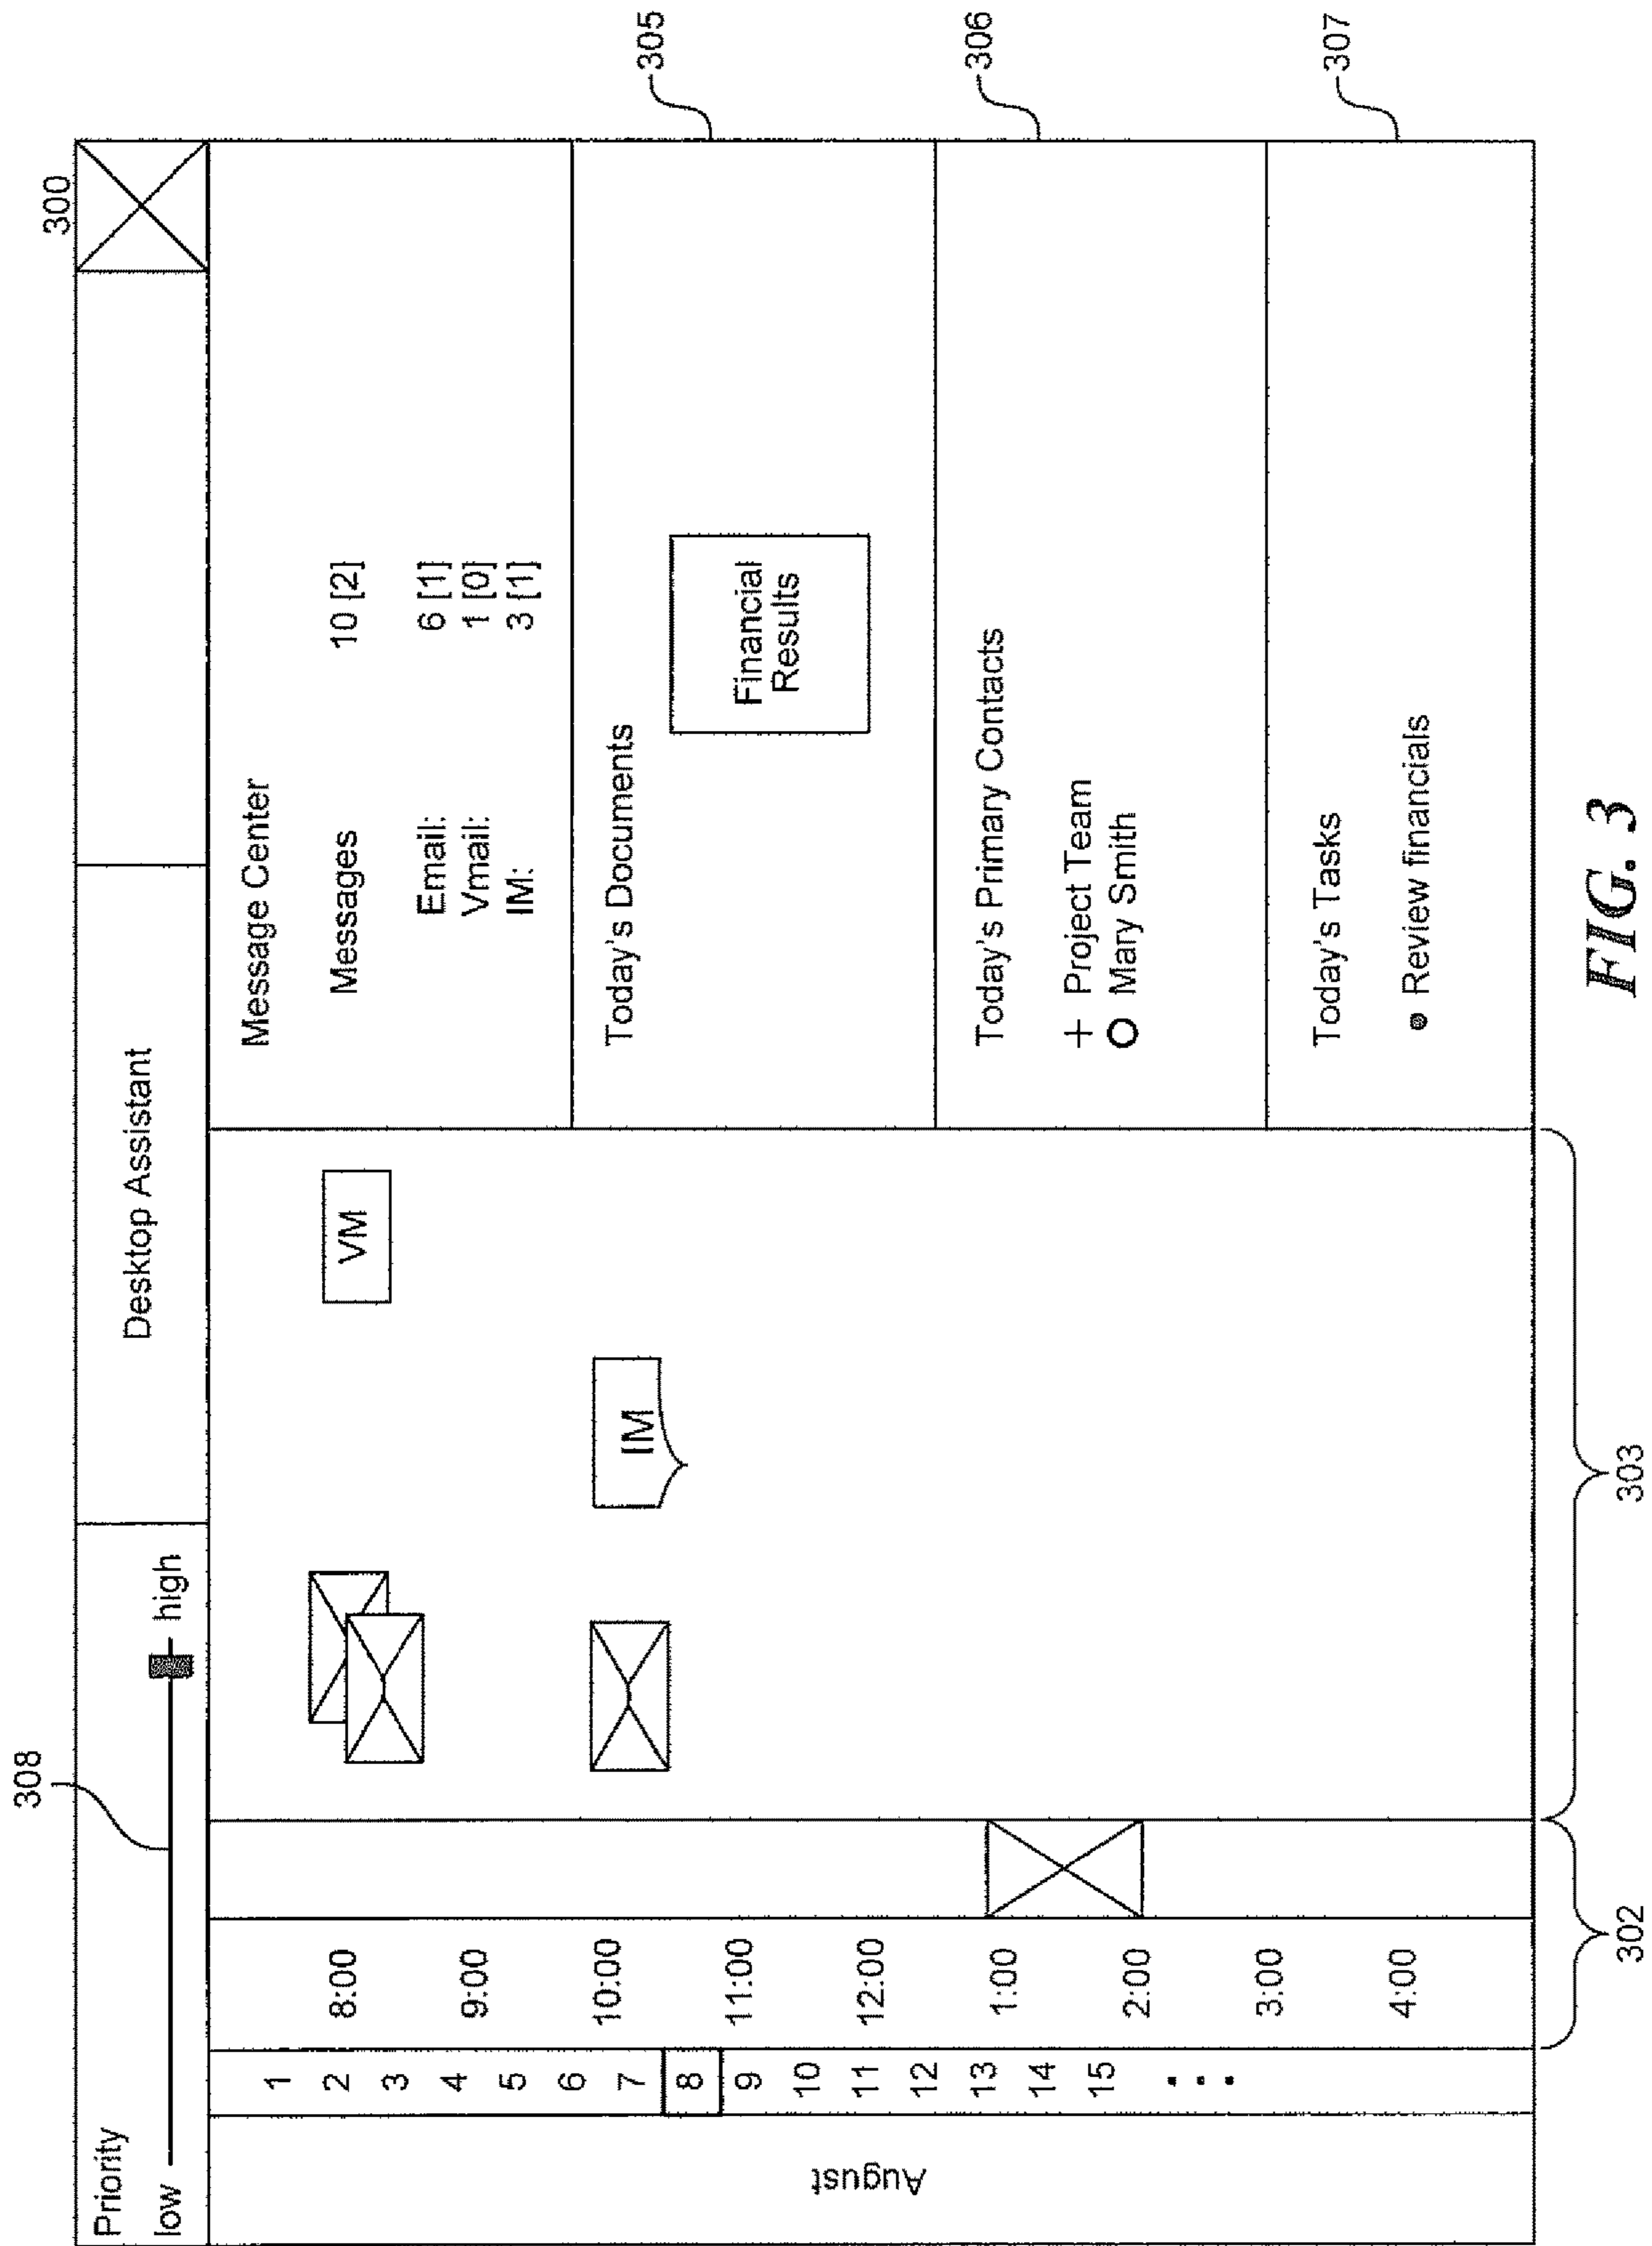 300
308
Priority
low
high
Desktop Assistant
August
1
2
3
4
5
6
7
8
9
10
11
12
13
14
15
8:00
9:00
10:00
11:00
12:00
1:00
2:00
3:00
4:00
VM
IM
Message Center
Messages 10 [2]
Email: 6 [1]
Vmail: 1 [0]
IM: 3 [1]
Today's Documents
Financial
Results
305
Today's Primary Contacts
+ Project Team
O Mary Smith
306
Today's Tasks
• Review financials
307
302
303
FIG. 3